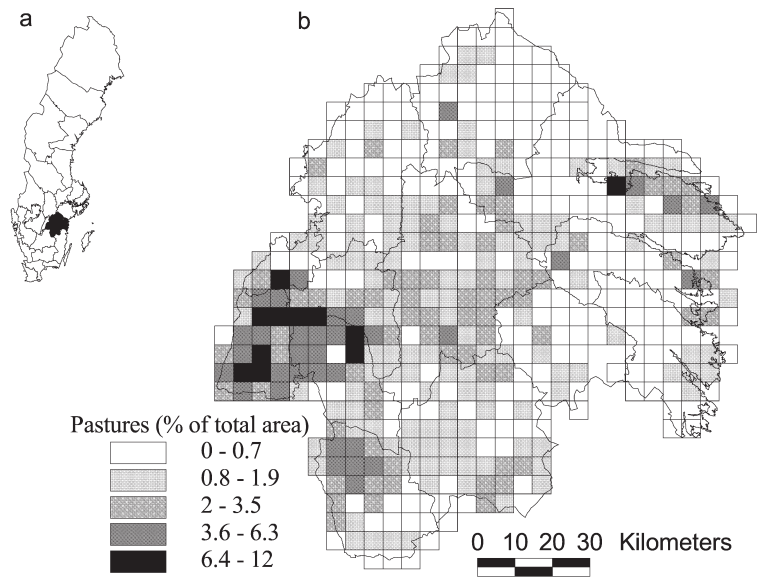 a
b
Pastures (% of total area)
0 - 0.7
0.8 - 1.9
2 - 3.5
3.6 - 6.3
6.4 - 12
0 10 20 30 Kilometers